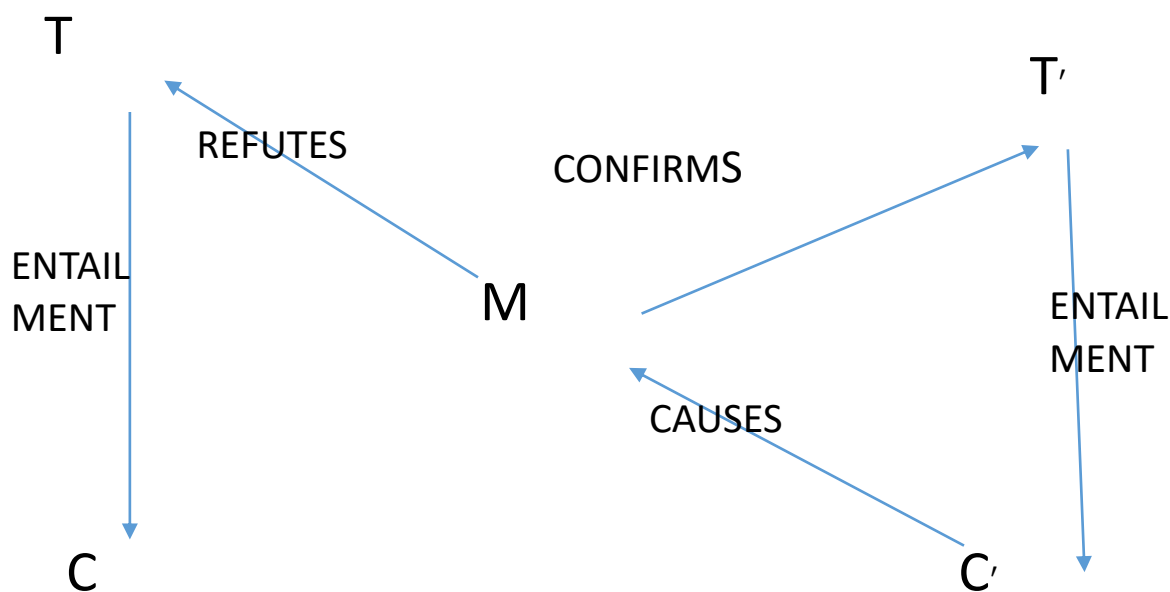 T
T′
REFUTES
CONFIRMS
ENTAIL
MENT
M
ENTAIL
MENT
CAUSES
C
C′